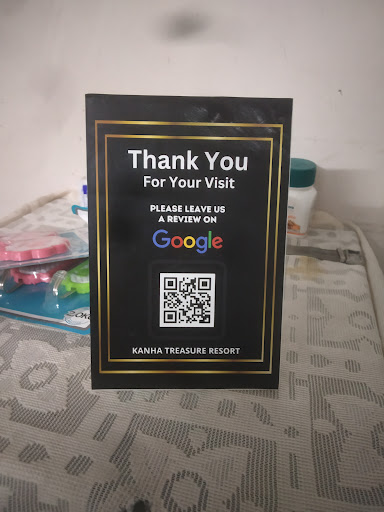 Thank You
For Your Visit
PLEASE LEAVE US
A REVIEW ON
Google
KANHA TREASURE RESORT